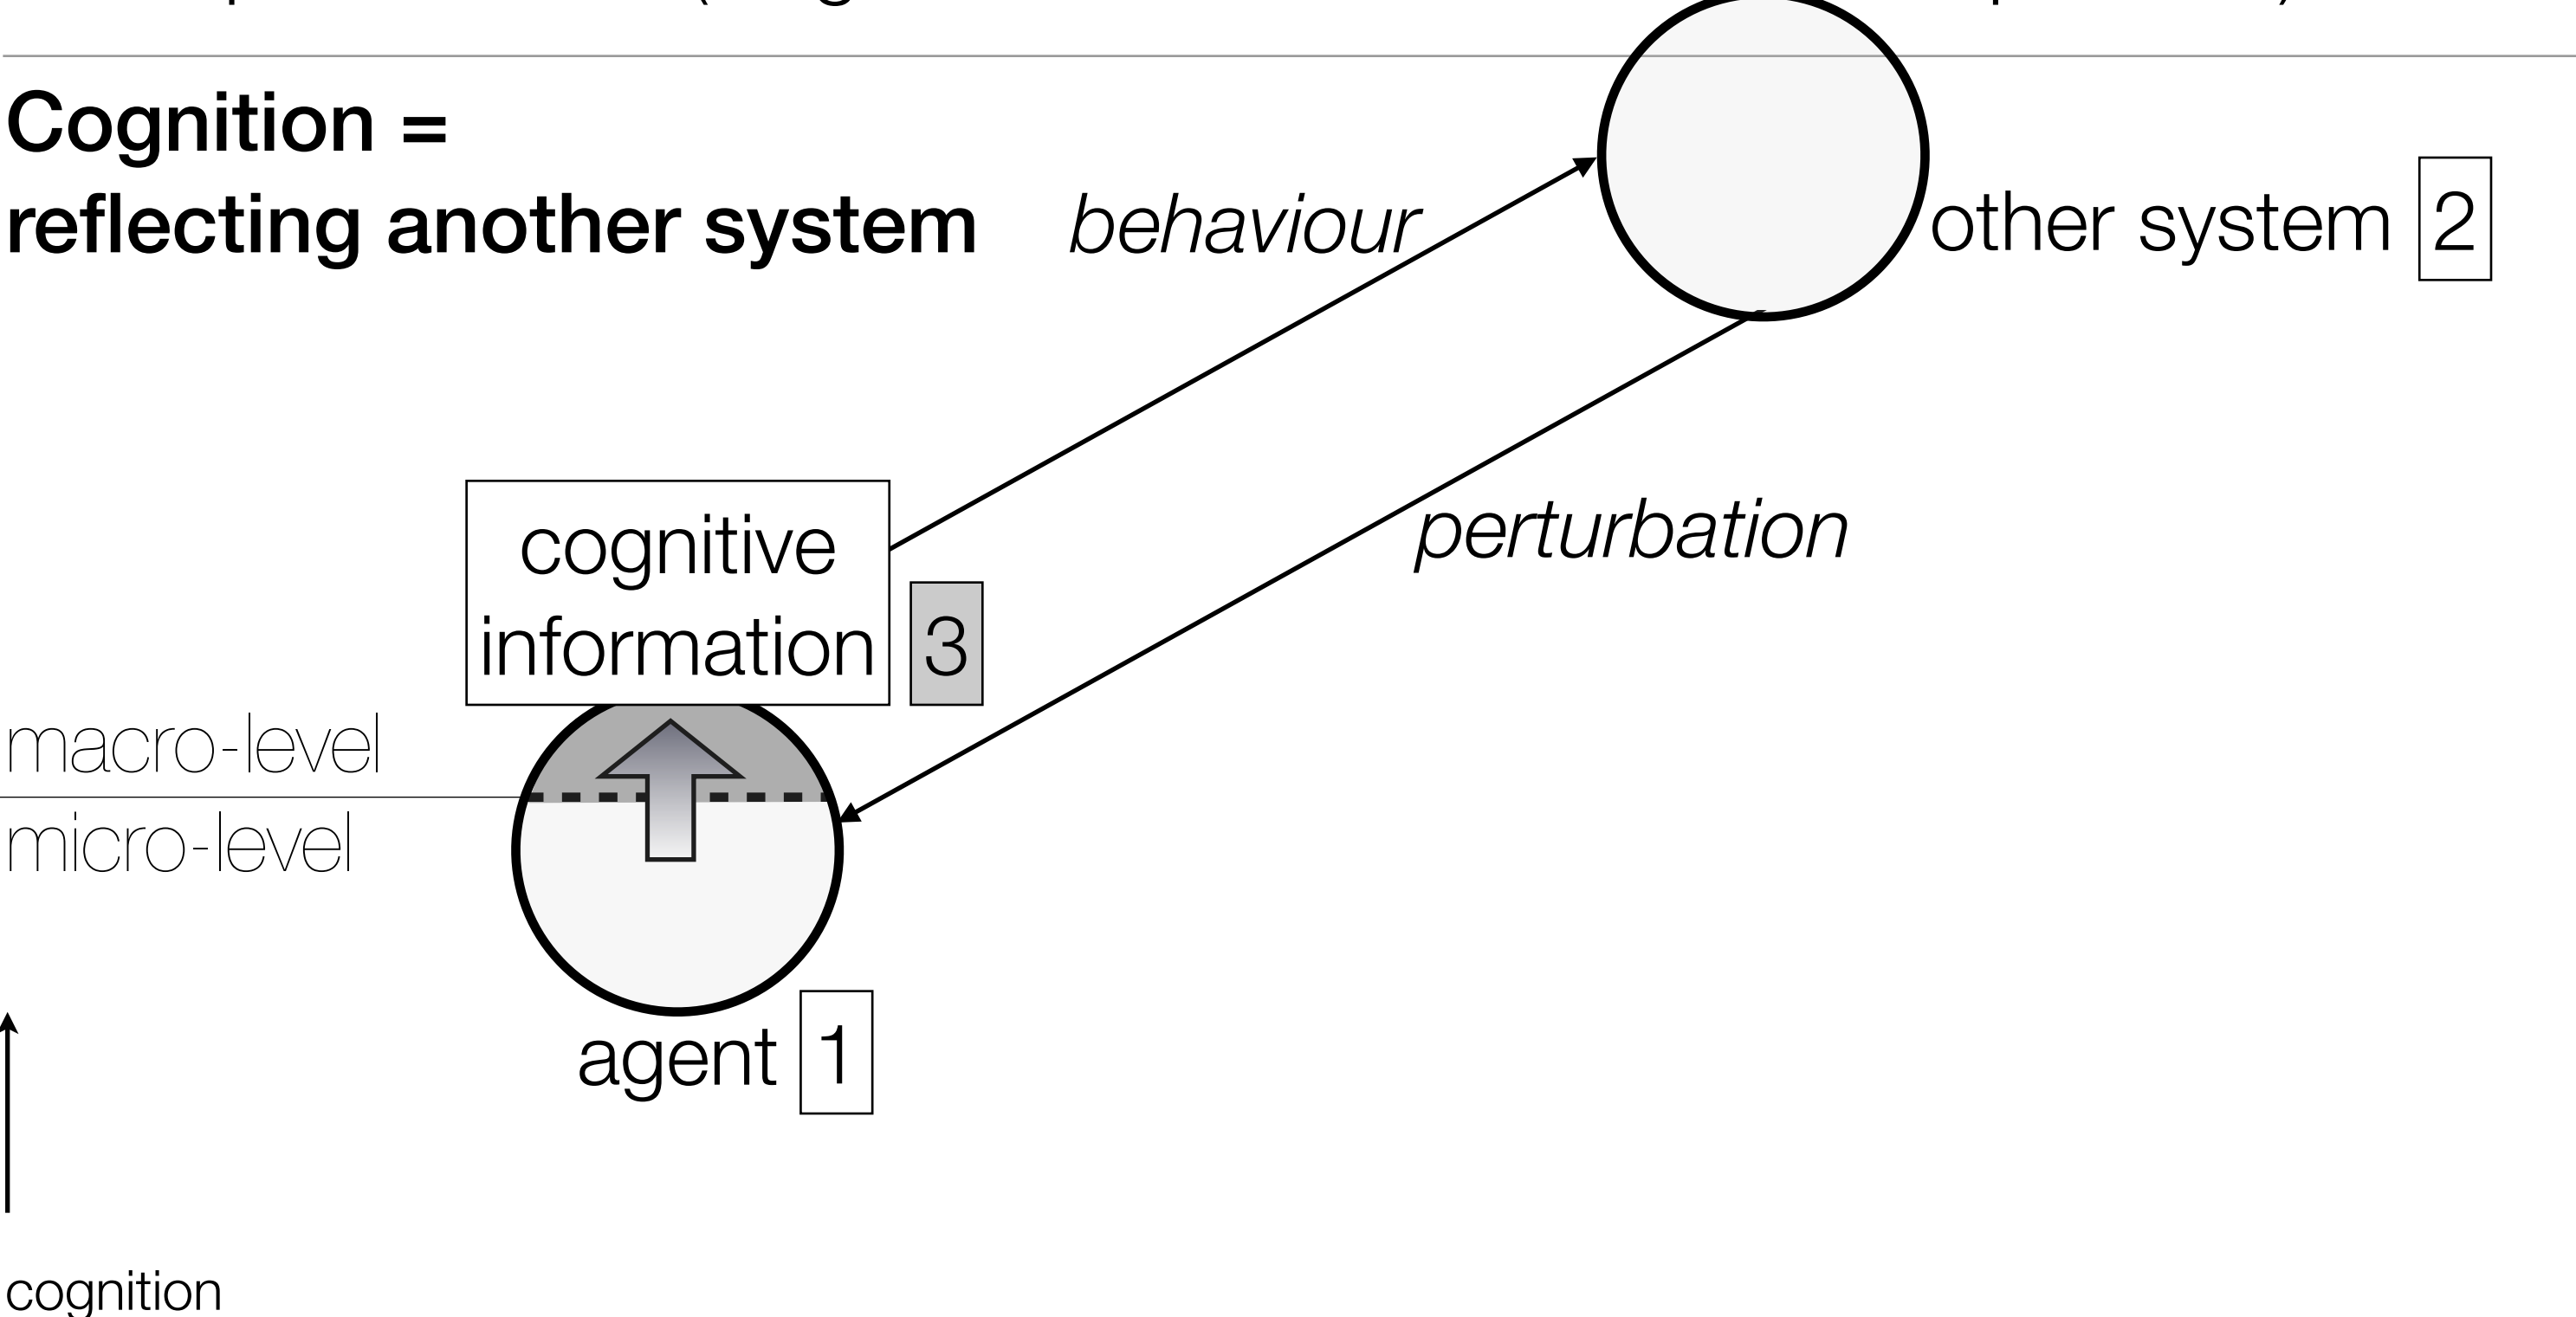 Cognition =
reflecting another system
behaviour
other system 2
cognitive
information 3
perturbation
macro-level
micro-level
agent 1
cognition